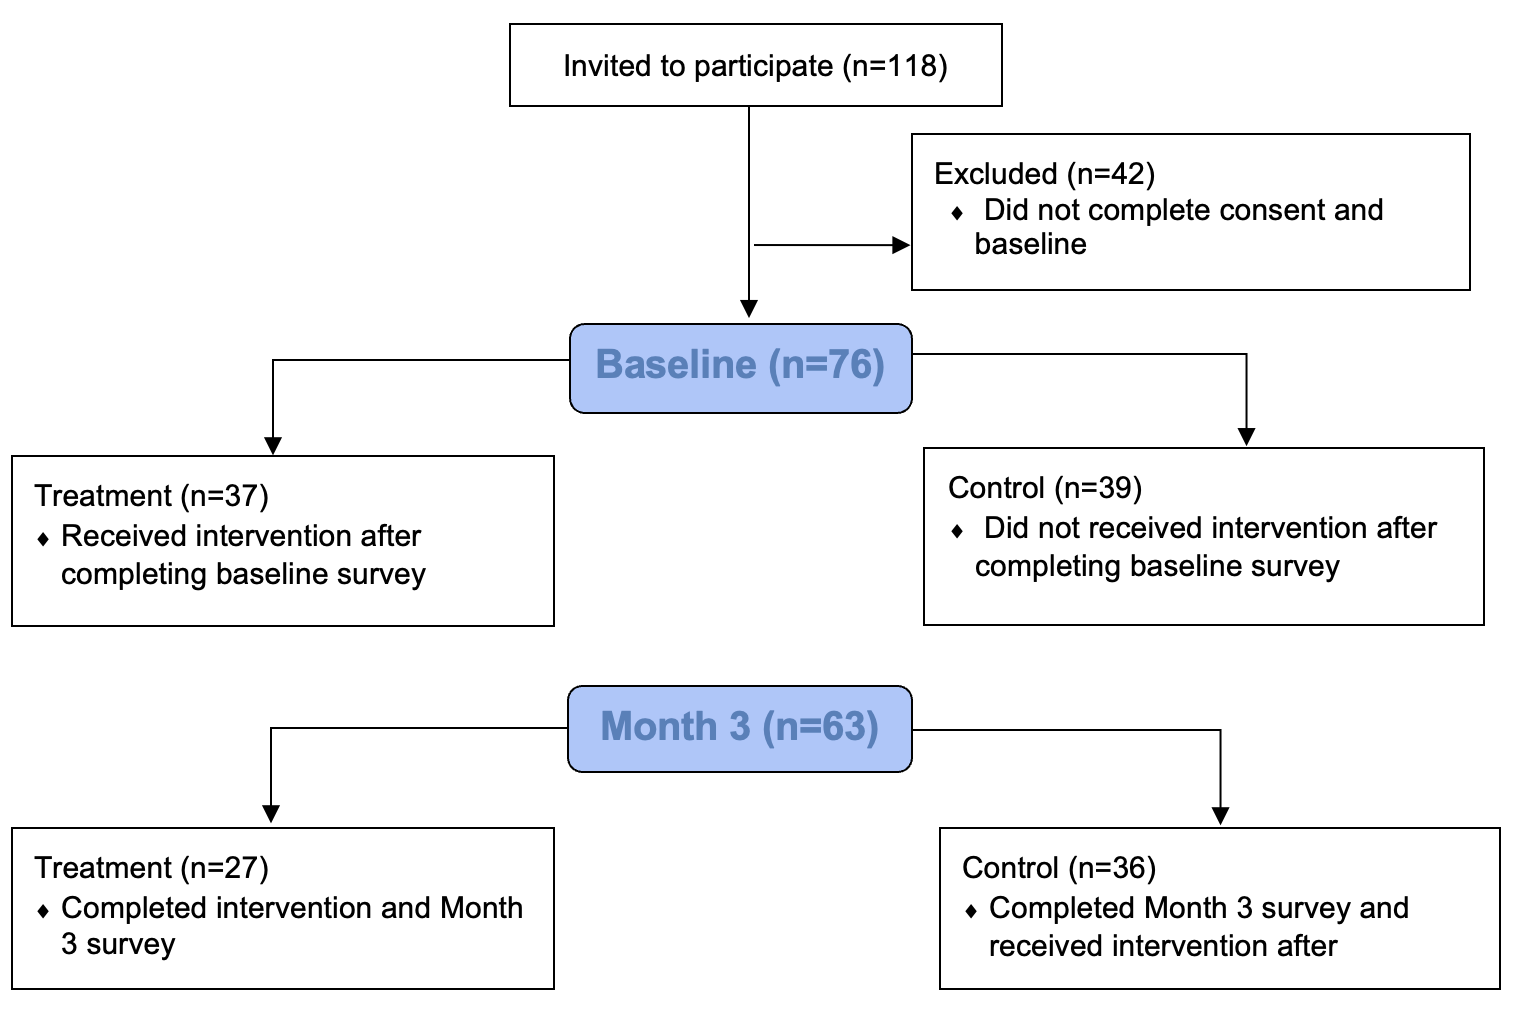 Invited to participate (n=118)
Excluded (n=42)
♦ Did not complete consent and
baseline
Baseline (n=76)
Treatment (n=37)
♦ Received intervention after
completing baseline survey
Control (n=39)
♦ Did not received intervention after
completing baseline survey
Month 3 (n=63)
Treatment (n=27)
♦ Completed intervention and Month
3 survey
Control (n=36)
♦ Completed Month 3 survey and
received intervention after